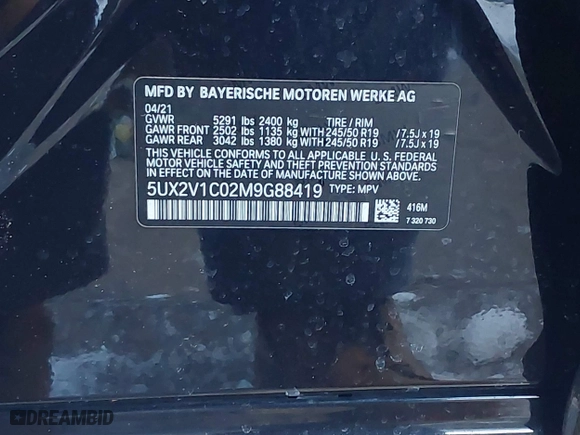 MFD BY BAYERISCHE MOTOREN WERKE AG
04/21
GVWR 5291 lbs 2400 kg TIRE / RIM
GAWR FRONT 2502 lbs 1135 kg WITH 245/50 R19 /7.5J x 19
GAWR REAR 3042 lbs 1380 kg WITH 245/50 R19 /7.5J x 19
THIS VEHICLE CONFORMS TO ALL APPLICABLE U.S. FEDERAL
MOTOR VEHICLE SAFETY AND THEFT PREVENTION STANDARDS
IN EFFECT ON THE DATE OF MANUFACTURE SHOWN ABOVE.
5UX2V1C02M9G88419 TYPE: MPV
416M
7 320 730
DREAMBID